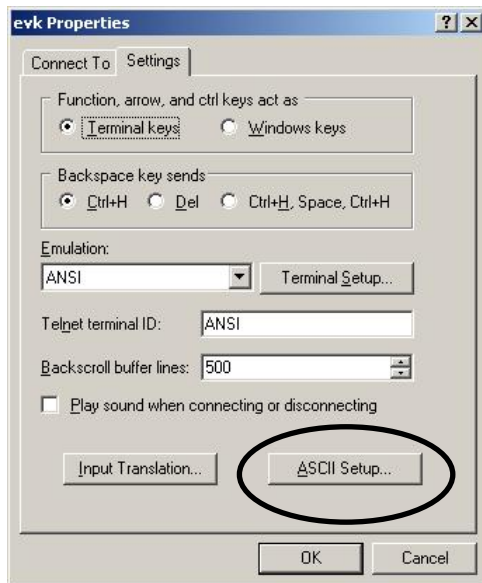 evk Properties
Connect To Settings
Function, arrow, and ctrl keys act as
Terminal keys Windows keys
Backspace key sends
Ctrl+H Del Ctrl+H, Space, Ctrl+H
Emulation:
ANSI Terminal Setup...
Telnet terminal ID: ANSI
Backscroll buffer lines: 500
Play sound when connecting or disconnecting
Input Translation... ASCII Setup...
OK Cancel